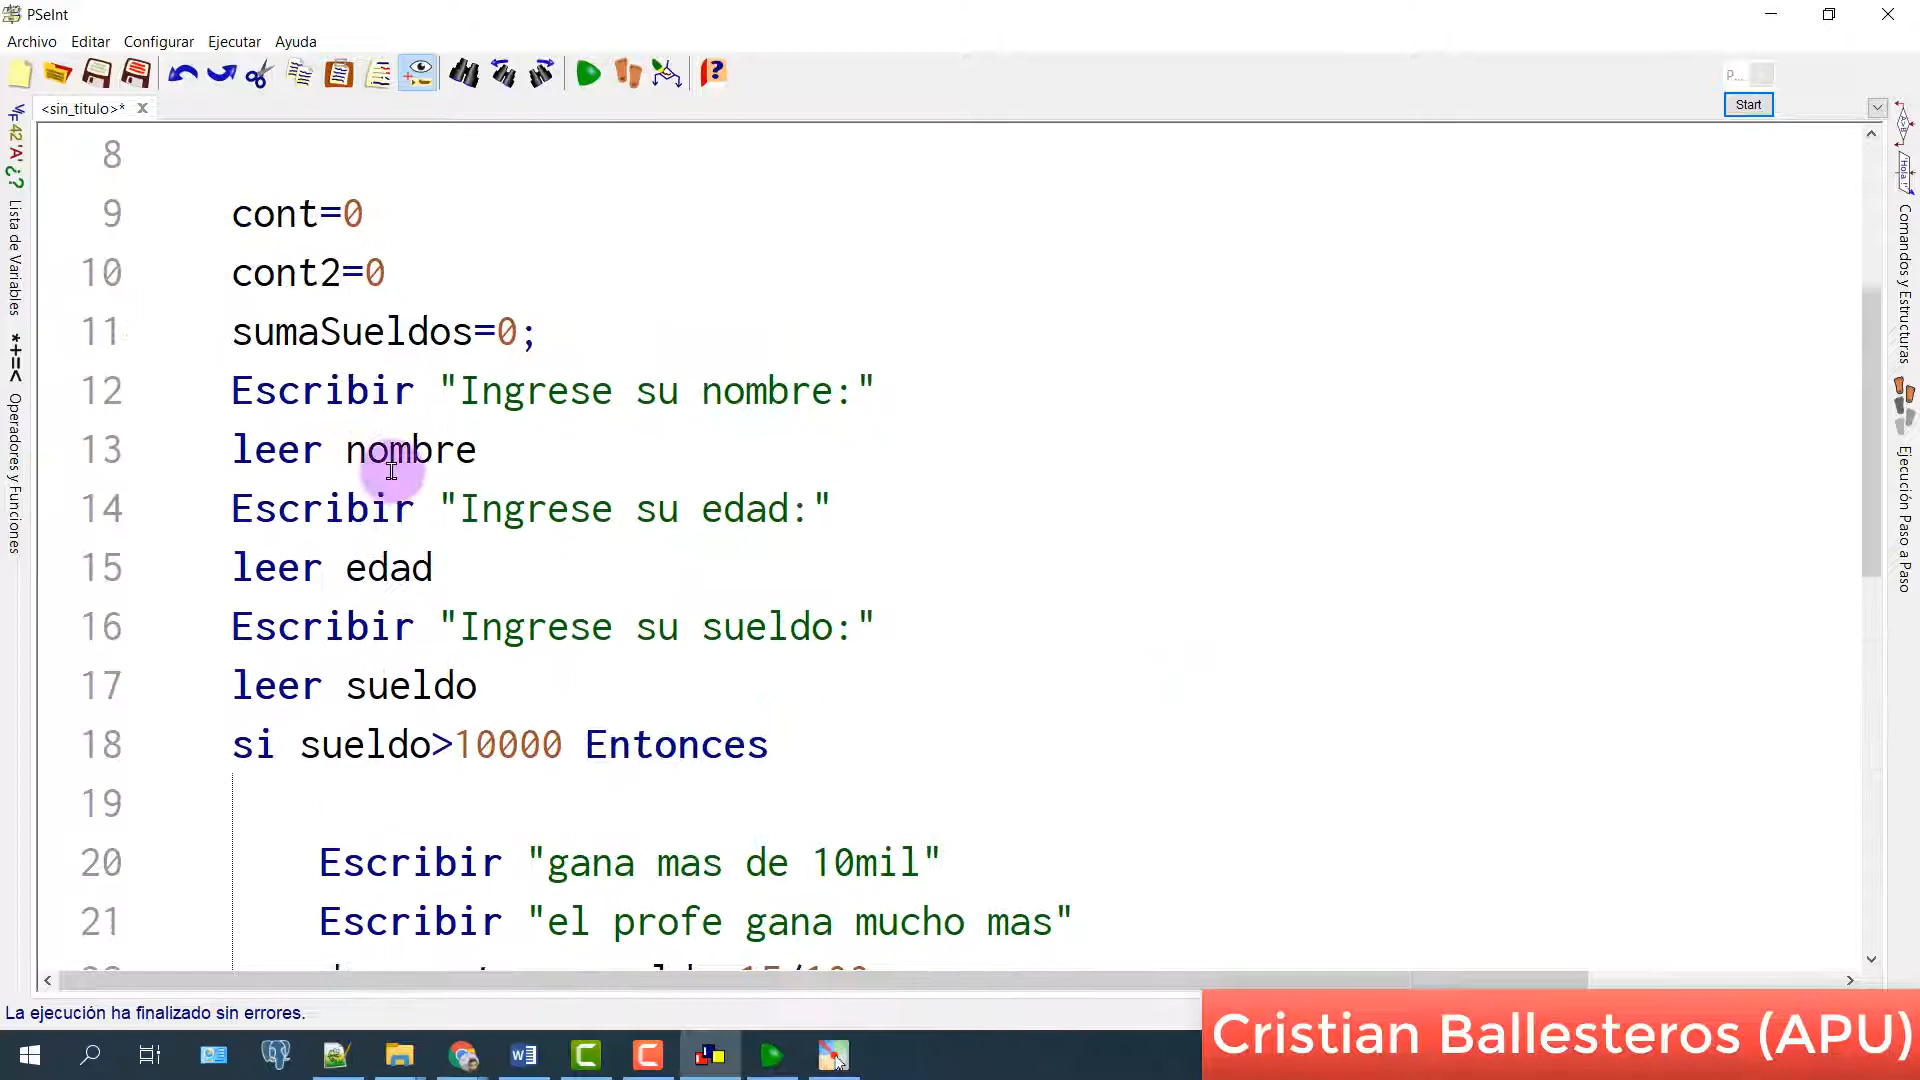 PSeInt
Archivo Editar Configurar Ejecutar Ayuda
P...
Start
<sin_titulo>* X
42 'A' ¿?
Lista de Variables
*+=<
Operadores y Funciones
Comandos y Estructuras
Ejecución Paso a Paso
8
9 cont=0
10 cont2=0
11 sumaSueldos=0;
12 Escribir "Ingrese su nombre:"
13 leer nombre
14 Escribir "Ingrese su edad:"
15 leer edad
16 Escribir "Ingrese su sueldo:"
17 leer sueldo
18 si sueldo>10000 Entonces
19
20 Escribir "gana mas de 10mil"
21 Escribir "el profe gana mucho mas"
La ejecución ha finalizado sin errores.
Cristian Ballesteros (APU)